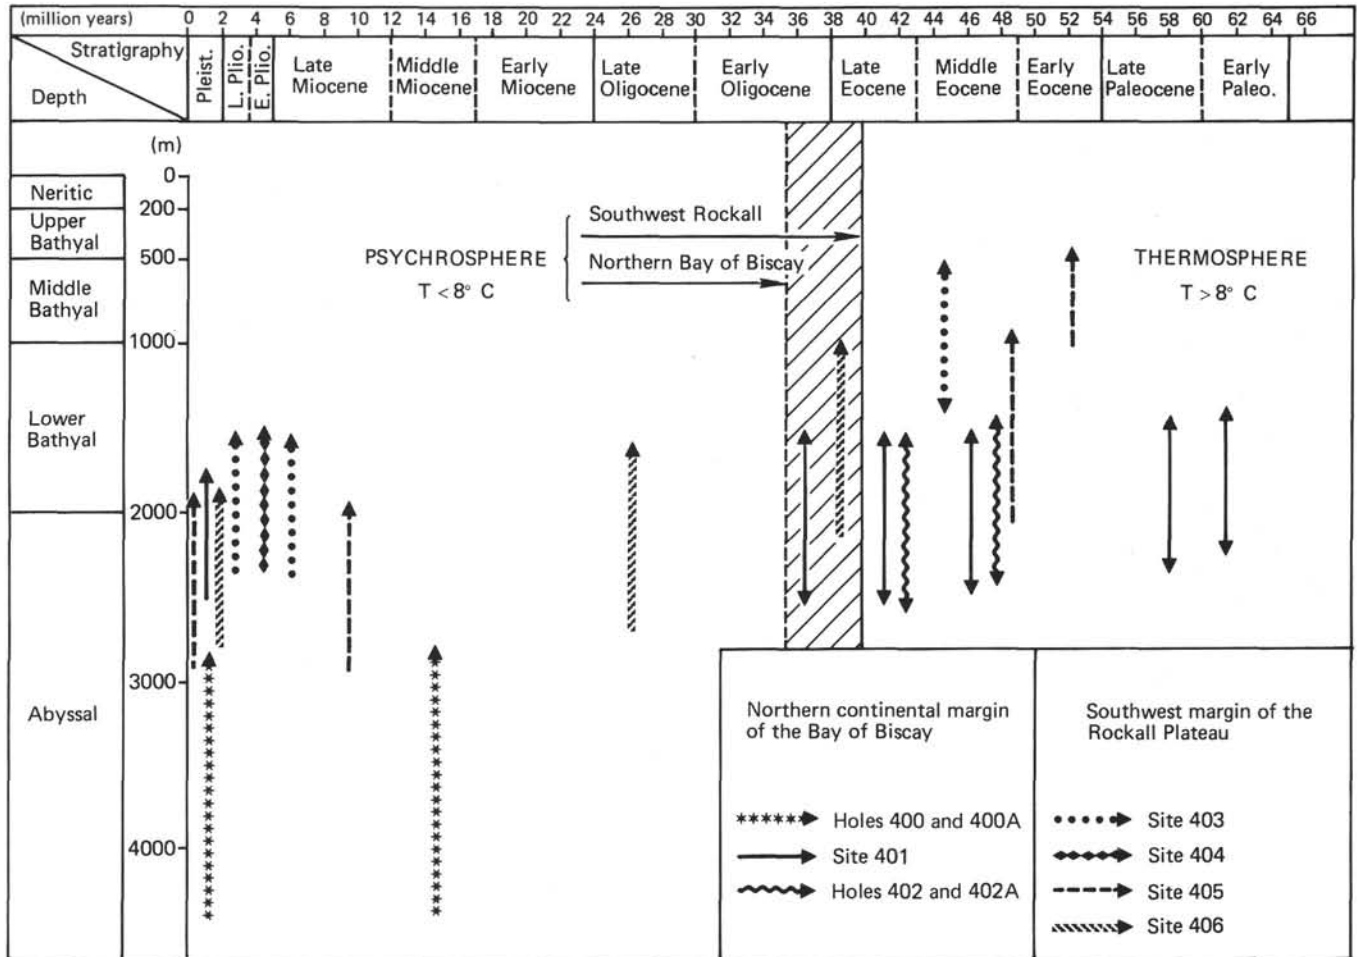 (million years) 0 2 4 6 8 10 12 14 16 18 20 22 24 26 28 30 32 34 36 38 42 44 46 48 50 52 54 56 58 60 62 64 66
Stratigraphy
Depth
Pleist.
L. Plio.
E. Plio.
Late
Miocene
Middle
Miocene
Early
Miocene
Late
Oligocene
Early
Oligocene
Late
Eocene
Middle
Eocene
Early
Eocene
Late
Paleocene
Early
Paleo.
(m)
0
Neritic
200
Upper
Bathyal
500
Middle
Bathyal
1000
Lower
Bathyal
2000
3000
Abyssal
4000
PSYCHROSPHERE
T < 8° C
Southwest Rockall
Northern Bay of Biscay
THERMOSPHERE
T > 8° C
Northern continental margin
of the Bay of Biscay
Holes 400 and 400A
Site 401
Holes 402 and 402A
Southwest margin of the
Rockall Plateau
Site 403
Site 404
Site 405
Site 406